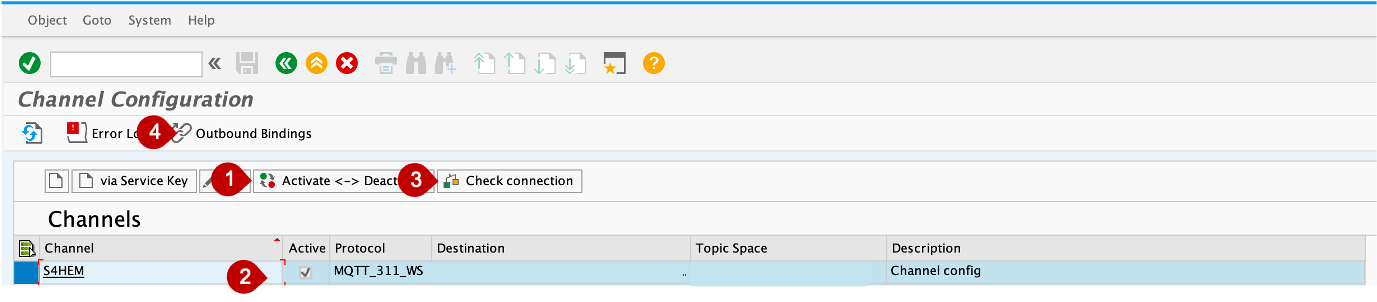 Object Goto System Help
Channel Configuration
Error Lo 4 Outbound Bindings
via Service Key 1 Activate <-> Deact 3 Check connection
Channels
Channel Active Protocol Destination Topic Space Description
S4HEM 2 MQTT_311_WS .. Channel config